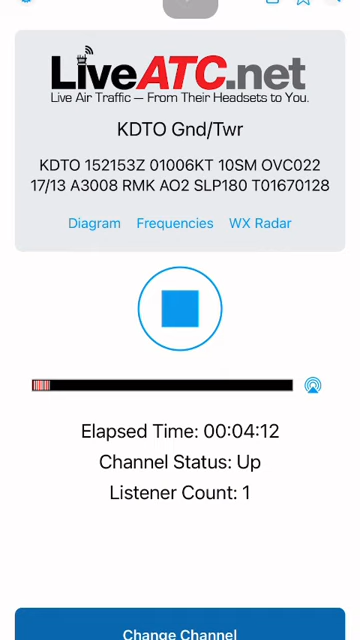 LiveATC.net
Live Air Traffic — From Their Headsets to You.
KDTO Gnd/Twr
KDTO 152153Z 01006KT 10SM OVC022
17/13 A3008 RMK AO2 SLP180 T01670128
Diagram Frequencies WX Radar
Elapsed Time: 00:04:12
Channel Status: Up
Listener Count: 1
Change Channel